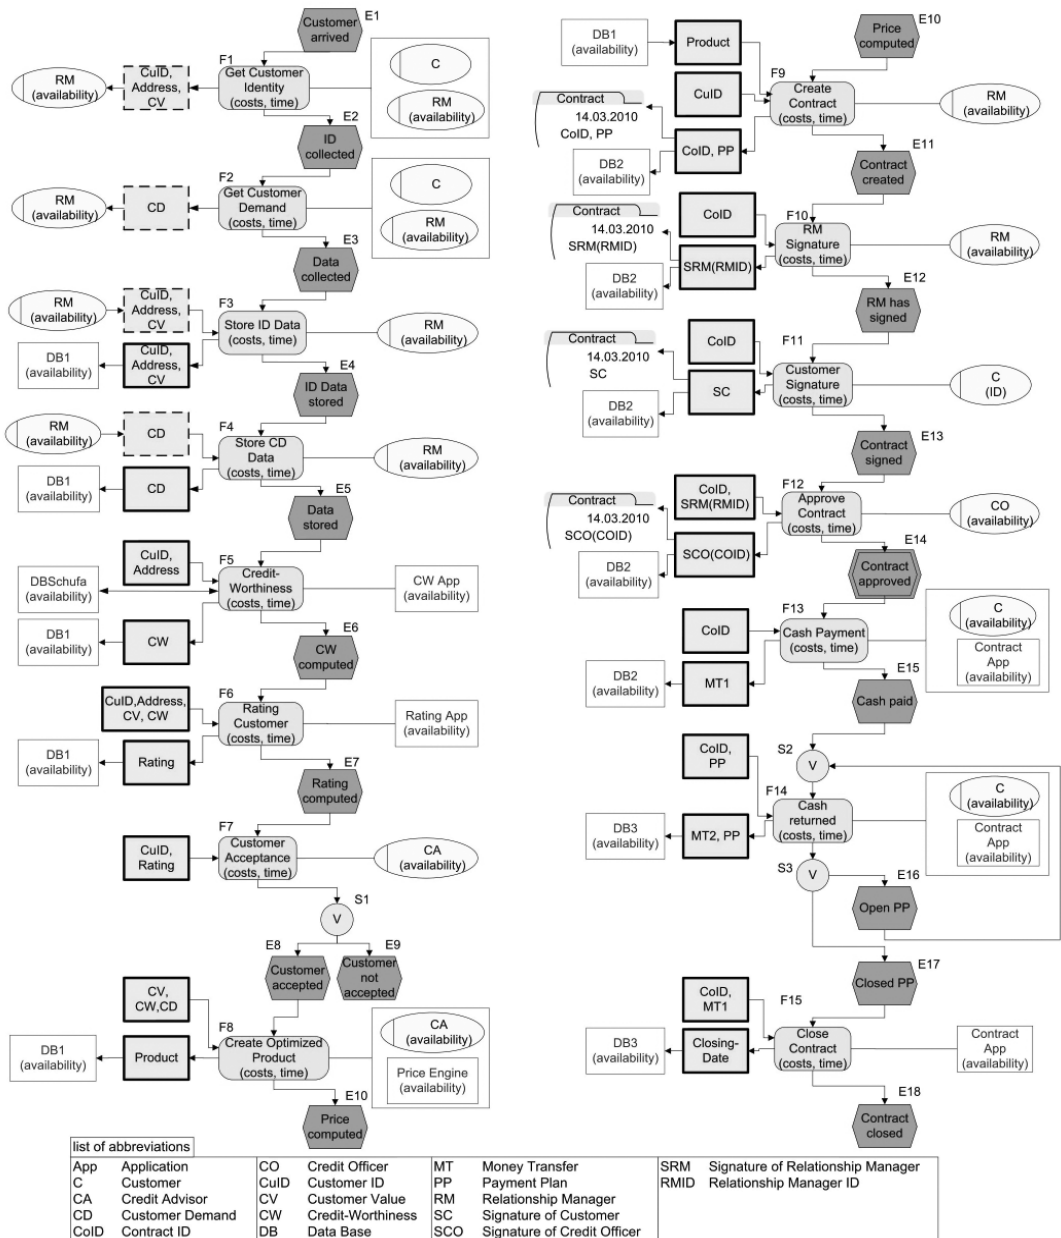 Customer
arrived
E1
F1
RM
(availability)
CuID,
Address,
CV
Get Customer
Identity
(costs, time)
C
RM
(availability)
E2
ID
collected
F2
RM
(availability)
CD
Get Customer
Demand
(costs, time)
C
RM
(availability)
E3
Data
collected
RM
(availability)
CuID,
Address,
CV
F3
Store ID Data
(costs, time)
RM
(availability)
DB1
(availability)
CuID,
Address,
CV
E4
ID Data
stored
RM
(availability)
CD
F4
Store CD
Data
(costs, time)
RM
(availability)
DB1
(availability)
CD
E5
Data
stored
CuID,
Address
F5
DBSchufa
(availability)
Credit-
Worthiness
(costs, time)
CW App
(availability)
DB1
(availability)
CW
E6
CW
computed
CuID,Address,
CV, CW
F6
Rating
Customer
(costs, time)
Rating App
(availability)
DB1
(availability)
Rating
E7
Rating
computed
F7
CuID,
Rating
Customer
Acceptance
(costs, time)
CA
(availability)
S1
V
E8
E9
Customer
accepted
Customer
not
accepted
CV,
CW,CD
F8
DB1
(availability)
Product
Create Optimized
Product
(costs, time)
CA
(availability)
Price Engine
(availability)
E10
Price
computed
E10
Price
computed
DB1
(availability)
Product
F9
CuID
Create
Contract
(costs, time)
RM
(availability)
Contract
14.03.2010
CoID, PP
CoID, PP
DB2
(availability)
E11
Contract
created
CoID
F10
RM
Signature
(costs, time)
RM
(availability)
Contract
14.03.2010
SRM(RMID)
SRM(RMID)
DB2
(availability)
E12
RM has
signed
CoID
F11
Customer
Signature
(costs, time)
C
(ID)
Contract
14.03.2010
SC
SC
DB2
(availability)
E13
Contract
signed
CoID,
SRM(RMID)
F12
Approve
Contract
(costs, time)
CO
(availability)
Contract
14.03.2010
SCO(COID)
SCO(COID)
DB2
(availability)
E14
Contract
approved
CoID
F13
Cash Payment
(costs, time)
C
(availability)
Contract
App
(availability)
DB2
(availability)
MT1
E15
Cash paid
S2
V
CoID,
PP
F14
Cash
returned
(costs, time)
C
(availability)
Contract
App
(availability)
DB3
(availability)
MT2, PP
S3
V
E16
Open PP
E17
Closed PP
CoID,
MT1
F15
DB3
(availability)
Closing-
Date
Close
Contract
(costs, time)
Contract
App
(availability)
E18
Contract
closed
list of abbreviations
App Application CO Credit Officer MT Money Transfer SRM Signature of Relationship Manager
C Customer CuID Customer ID PP Payment Plan RMID Relationship Manager ID
CA Credit Advisor CV Customer Value RM Relationship Manager
CD Customer Demand CW Credit-Worthiness SC Signature of Customer
CoID Contract ID DB Data Base SCO Signature of Credit Officer